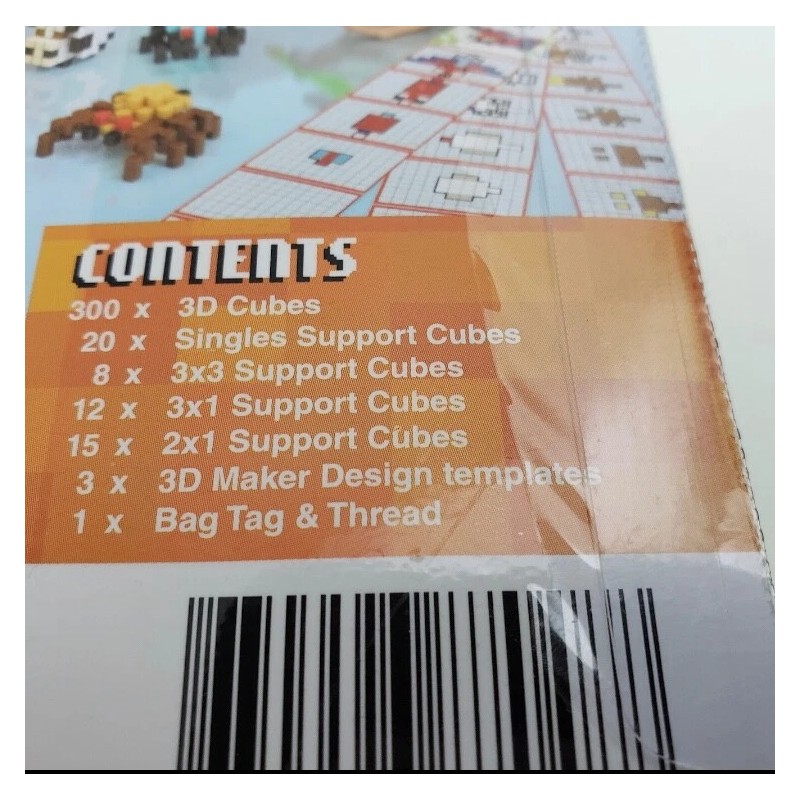 CONTENTS
300 x 3D Cubes
20 x Singles Support Cubes
8 x 3x3 Support Cubes
12 x 3x1 Support Cubes
15 x 2x1 Support Cubes
3 x 3D Maker Design templates
1 x Bag Tag & Thread